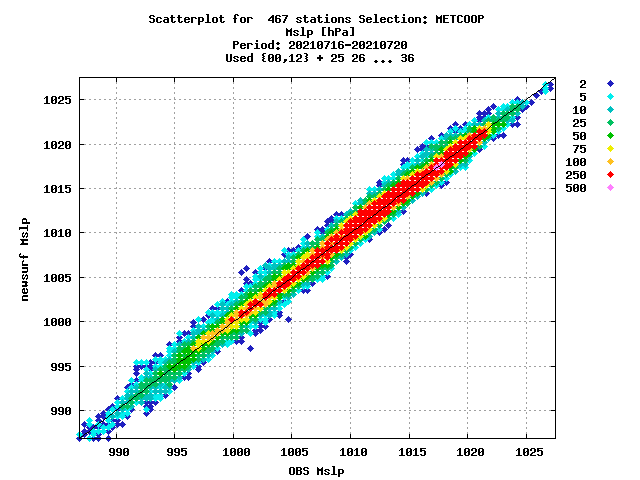 Scatterplot for  467 stations Selection: METCOOP
Mslp [hPa]
Period: 20210716-20210720
Used {00,12} + 25 26 ... 36
newsurf Mslp
1025
1020
1015
1010
1005
1000
995
990
990 995 1000 1005 1010 1015 1020 1025
OBS Mslp
2
5
10
25
50
75
100
250
500